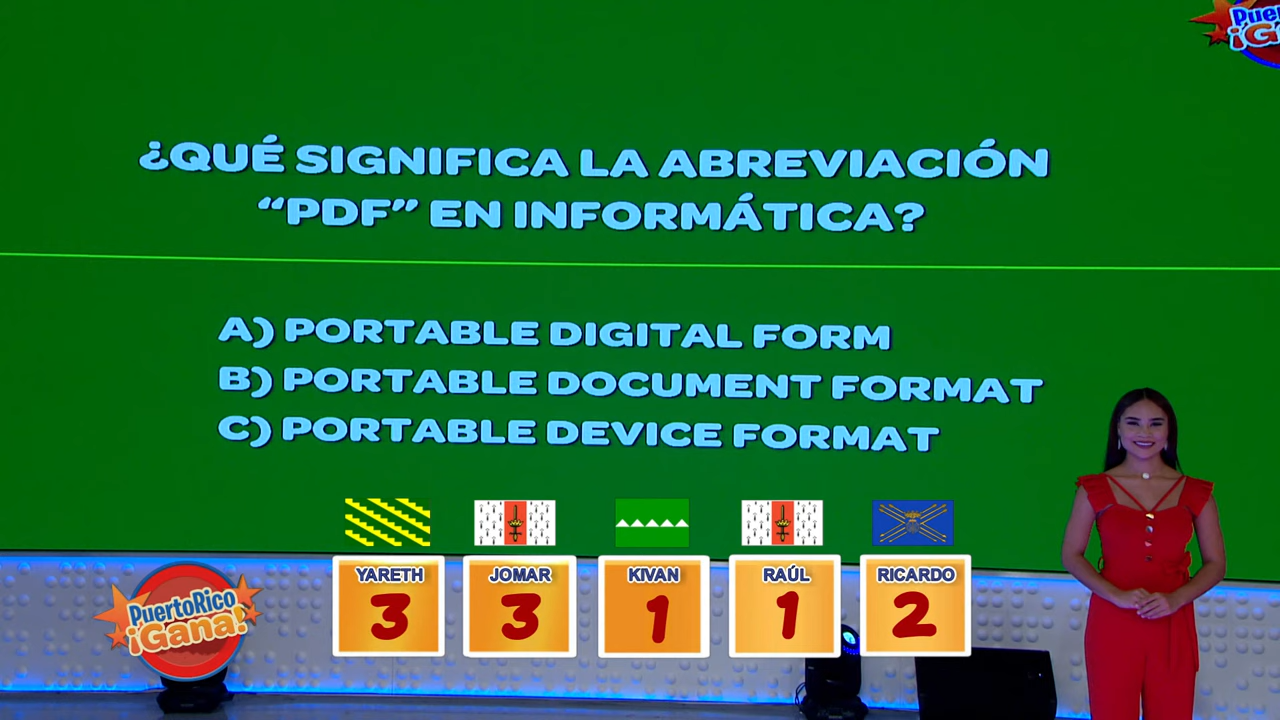 ¿QUÉ SIGNIFICA LA ABREVIACIÓN
“PDF” EN INFORMÁTICA?
A) PORTABLE DIGITAL FORM
B) PORTABLE DOCUMENT FORMAT
C) PORTABLE DEVICE FORMAT
YARETH
JOMAR
KIVAN
RAÚL
RICARDO
3
3
1
1
2
PuertoRico
¡Gana!